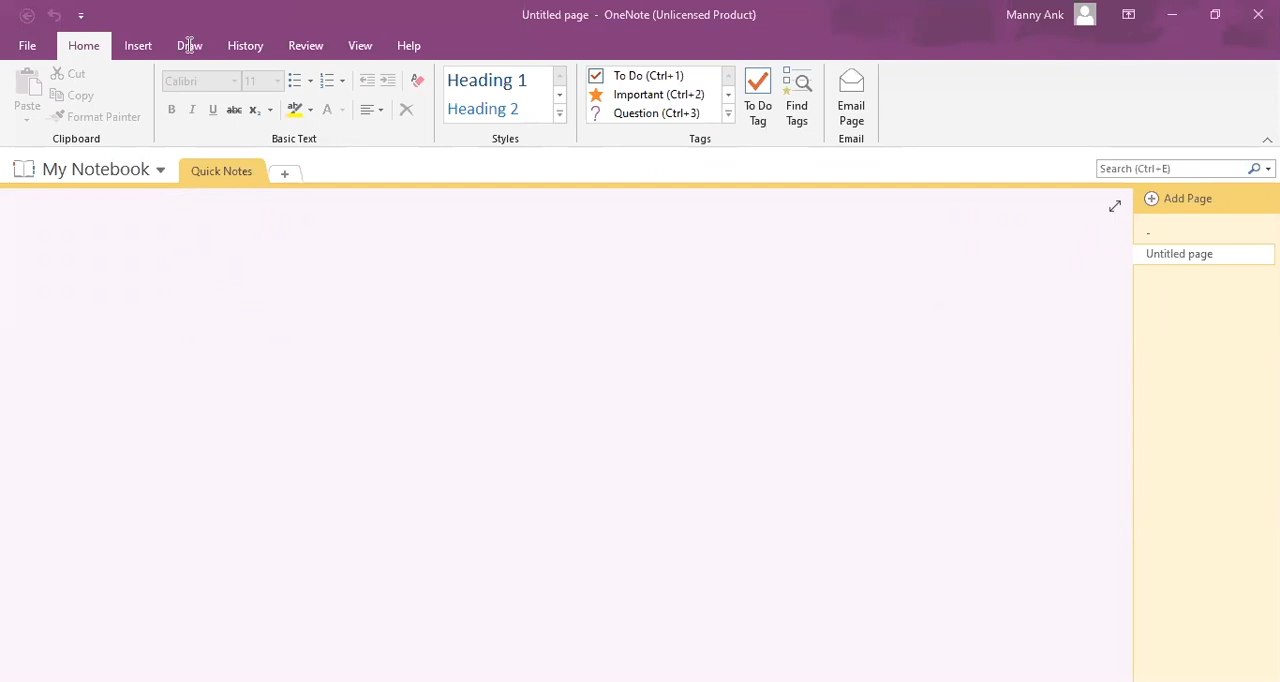 Untitled page - OneNote (Unlicensed Product)
Manny Ank
File Home Insert Draw History Review View Help
Paste
Cut
Copy
Format Painter
Clipboard
Calibri 11
B I U abc x₂ ab A
Basic Text
Heading 1
Heading 2
Styles
To Do (Ctrl+1)
Important (Ctrl+2)
Question (Ctrl+3)
To Do
Tag
Find
Tags
Tags
Email
Page
Email
My Notebook
Quick Notes
Search (Ctrl+E)
Add Page
-
Untitled page